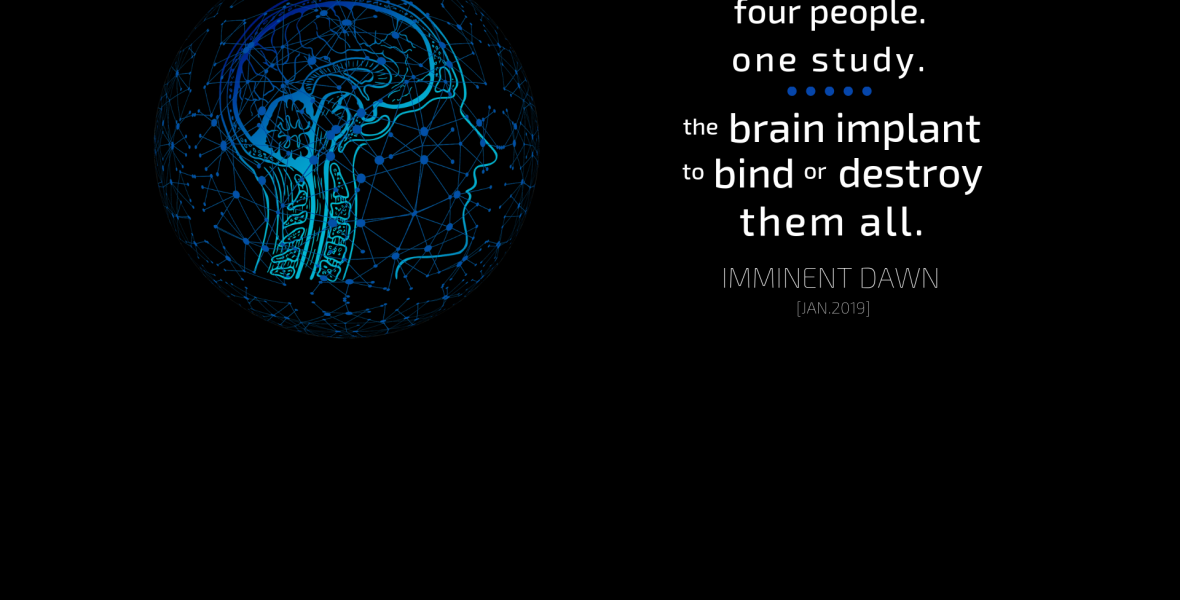 four people.
one study.
the brain implant
to bind or destroy
them all.
IMMINENT DAWN
[JAN.2019]